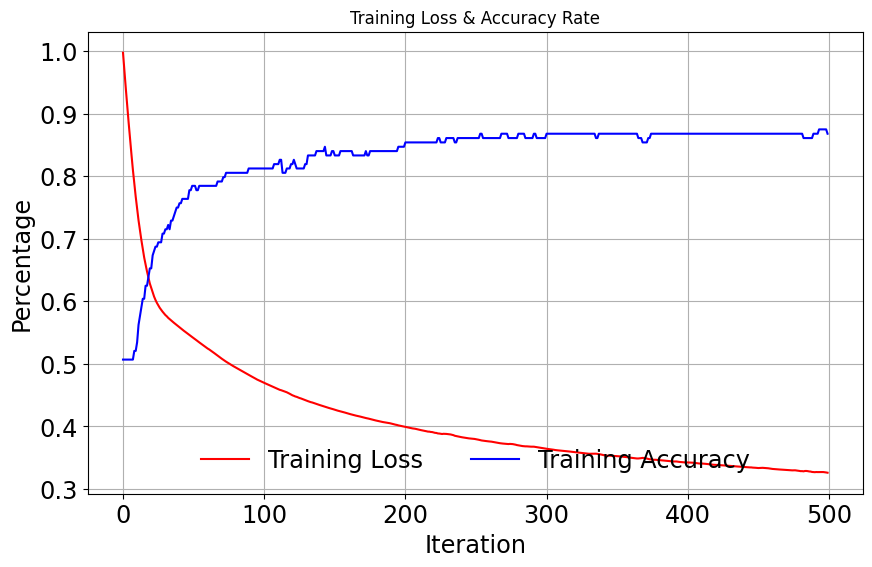 Training Loss & Accuracy Rate
1.0
0.9
0.8
0.7
0.6
0.5
0.4
0.3
Percentage
Training Loss
Training Accuracy
0
100
200
300
400
500
Iteration